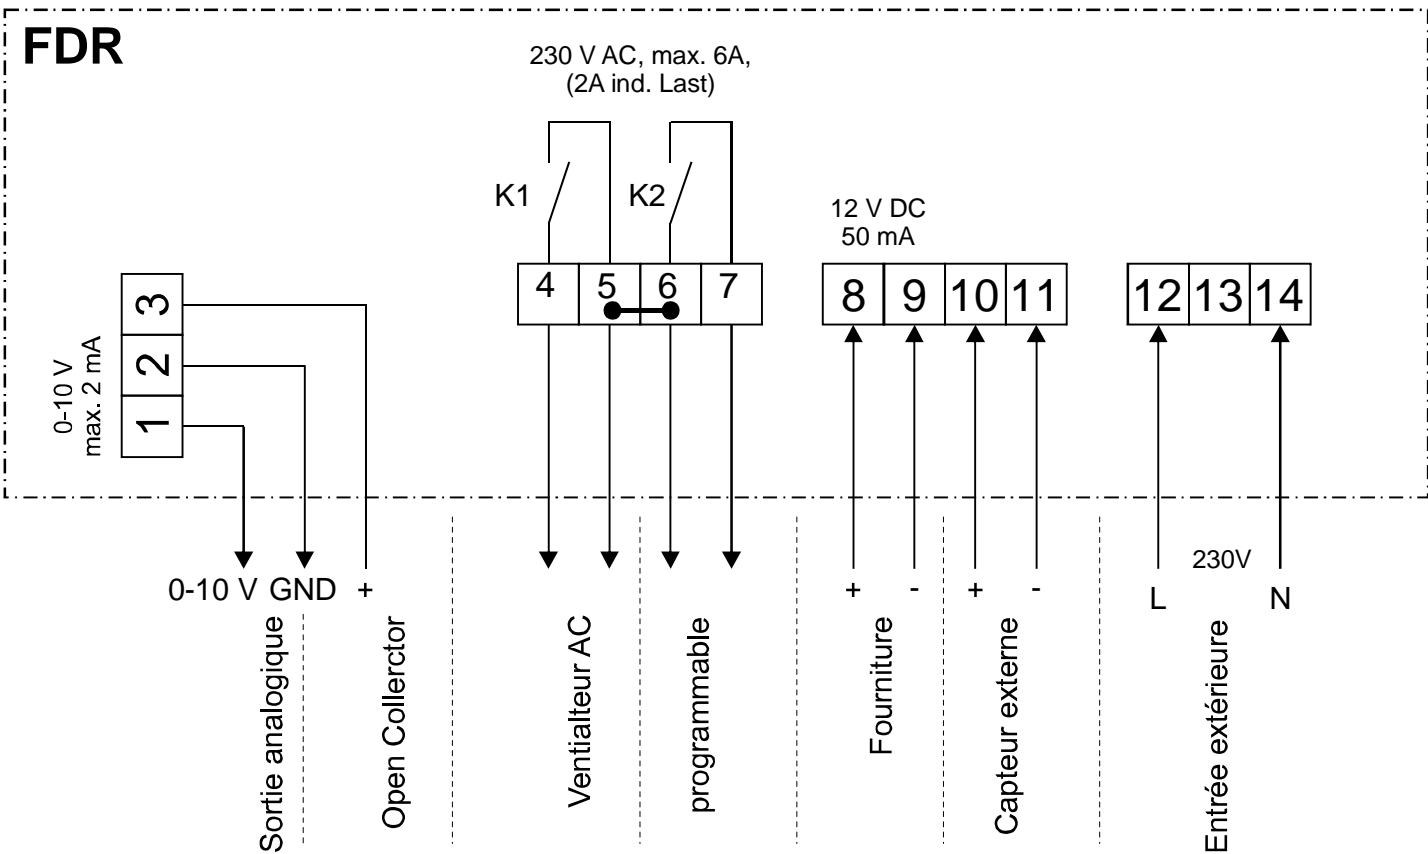 FDR
230 V AC, max. 6A,
(2A ind. Last)
K1
K2
12 V DC
50 mA
0-10 V
max. 2 mA
3
2
1
4 5 6 7
8 9 10 11
12 13 14
0-10 V GND +
+ - + -
230V
L N
Sortie analogique
Open Collerctor
Ventialteur AC
programmable
Fourniture
Capteur externe
Entrée extérieure